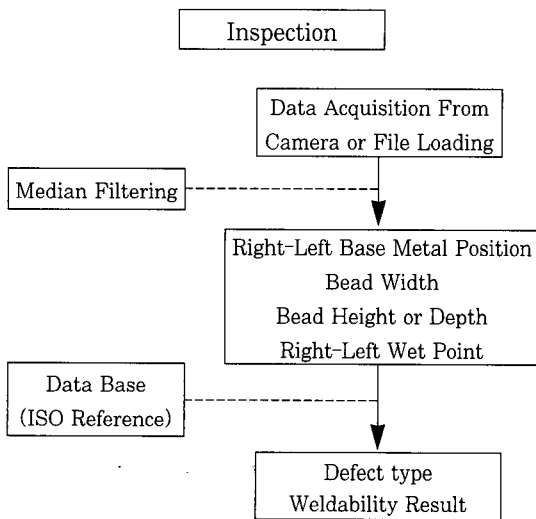 Inspection
Data Acquisition From
Camera or File Loading
Median Filtering
Right-Left Base Metal Position
Bead Width
Bead Height or Depth
Right-Left Wet Point
Data Base
(ISO Reference)
Defect type
Weldability Result